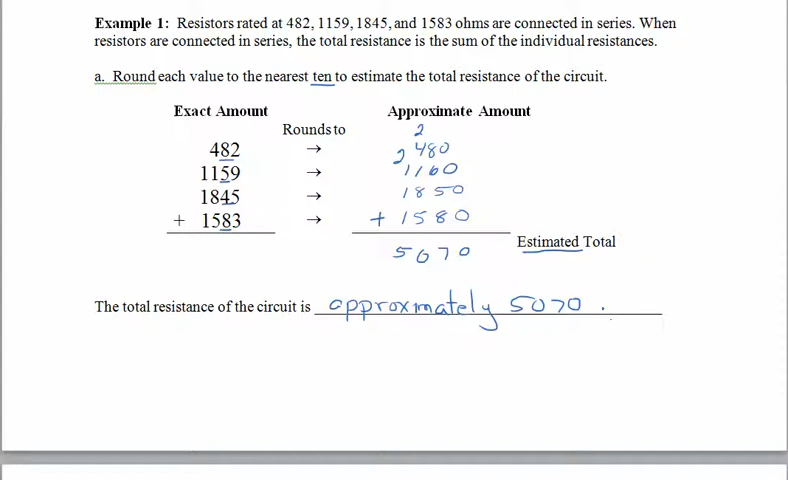 Example 1: Resistors rated at 482, 1159, 1845, and 1583 ohms are connected in series. When
resistors are connected in series, the total resistance is the sum of the individual resistances.
a. Round each value to the nearest ten to estimate the total resistance of the circuit.
Exact Amount Approximate Amount
Rounds to 2
482 → 2 480
1159 → 1160
1845 → 1850
+ 1583 → + 1580
5070 Estimated Total
The total resistance of the circuit is approxmately 5070 .